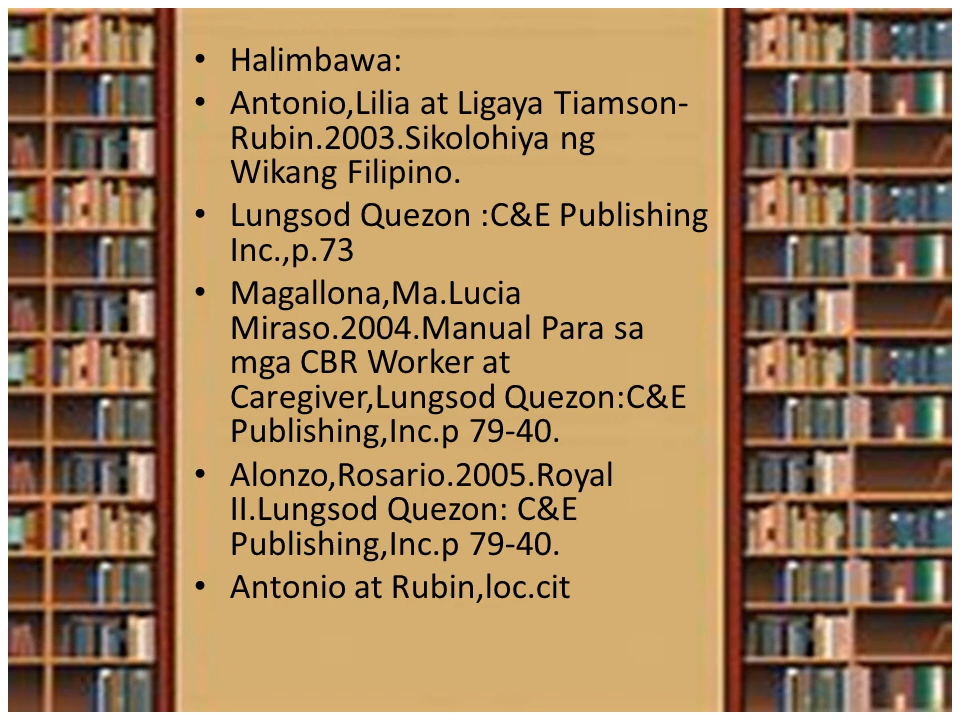 • Halimbawa:
• Antonio,Lilia at Ligaya Tiamson-
Rubin.2003.Sikolohiya ng
Wikang Filipino.
• Lungsod Quezon :C&E Publishing
Inc.,p.73
• Magallona,Ma.Lucia
Miraso.2004.Manual Para sa
mga CBR Worker at
Caregiver,Lungsod Quezon:C&E
Publishing,Inc.p 79-40.
• Alonzo,Rosario.2005.Royal
II.Lungsod Quezon: C&E
Publishing,Inc.p 79-40.
• Antonio at Rubin,loc.cit